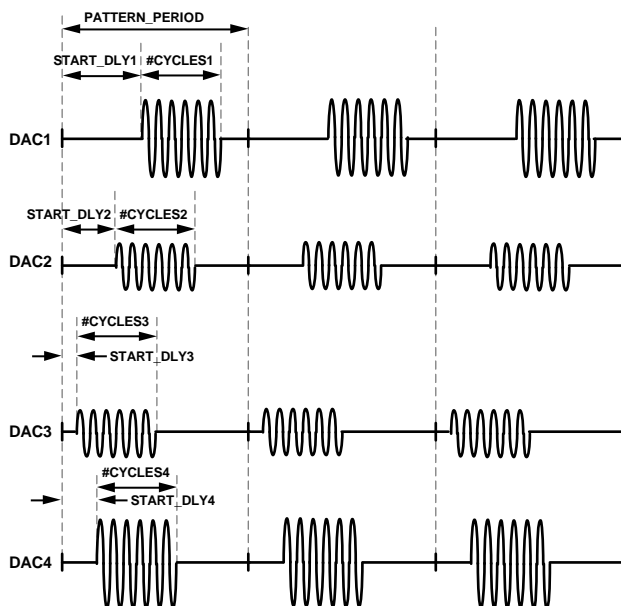 PATTERN_PERIOD
START_DLY1 #CYCLES1
DAC1
START_DLY2 #CYCLES2
DAC2
#CYCLES3
START_DLY3
DAC3
#CYCLES4
START_DLY4
DAC4